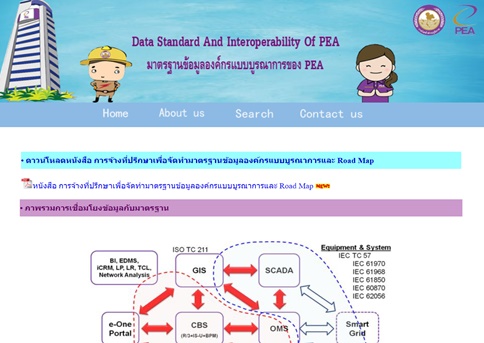 PEA
Data Standard And Interoperability Of PEA
มาตรฐานข้อมูลองค์กรแบบบูรณาการของ PEA
Home About us Search Contact us
• ดาวน์โหลดหนังสือ การจ้างที่ปรึกษาเพื่อจัดทำมาตรฐานข้อมูลองค์กรแบบบูรณาการและ Road Map
หนังสือ การจ้างที่ปรึกษาเพื่อจัดทำมาตรฐานข้อมูลองค์กรแบบบูรณาการและ Road Map NEW
• ภาพรวมการเชื่อมโยงข้อมูลกับมาตรฐาน
ISO TC 211
Equipment & System
IEC TC 57
IEC 61970
IEC 61968
IEC 61850
IEC 60870
IEC 62056
BI, EDMS,
iCRM, LP, LR, TCL,
Network Analysis
GIS
SCADA
e-One
Portal
CBS
(R/3+IS-U+BPM)
OMS
Smart
Grid